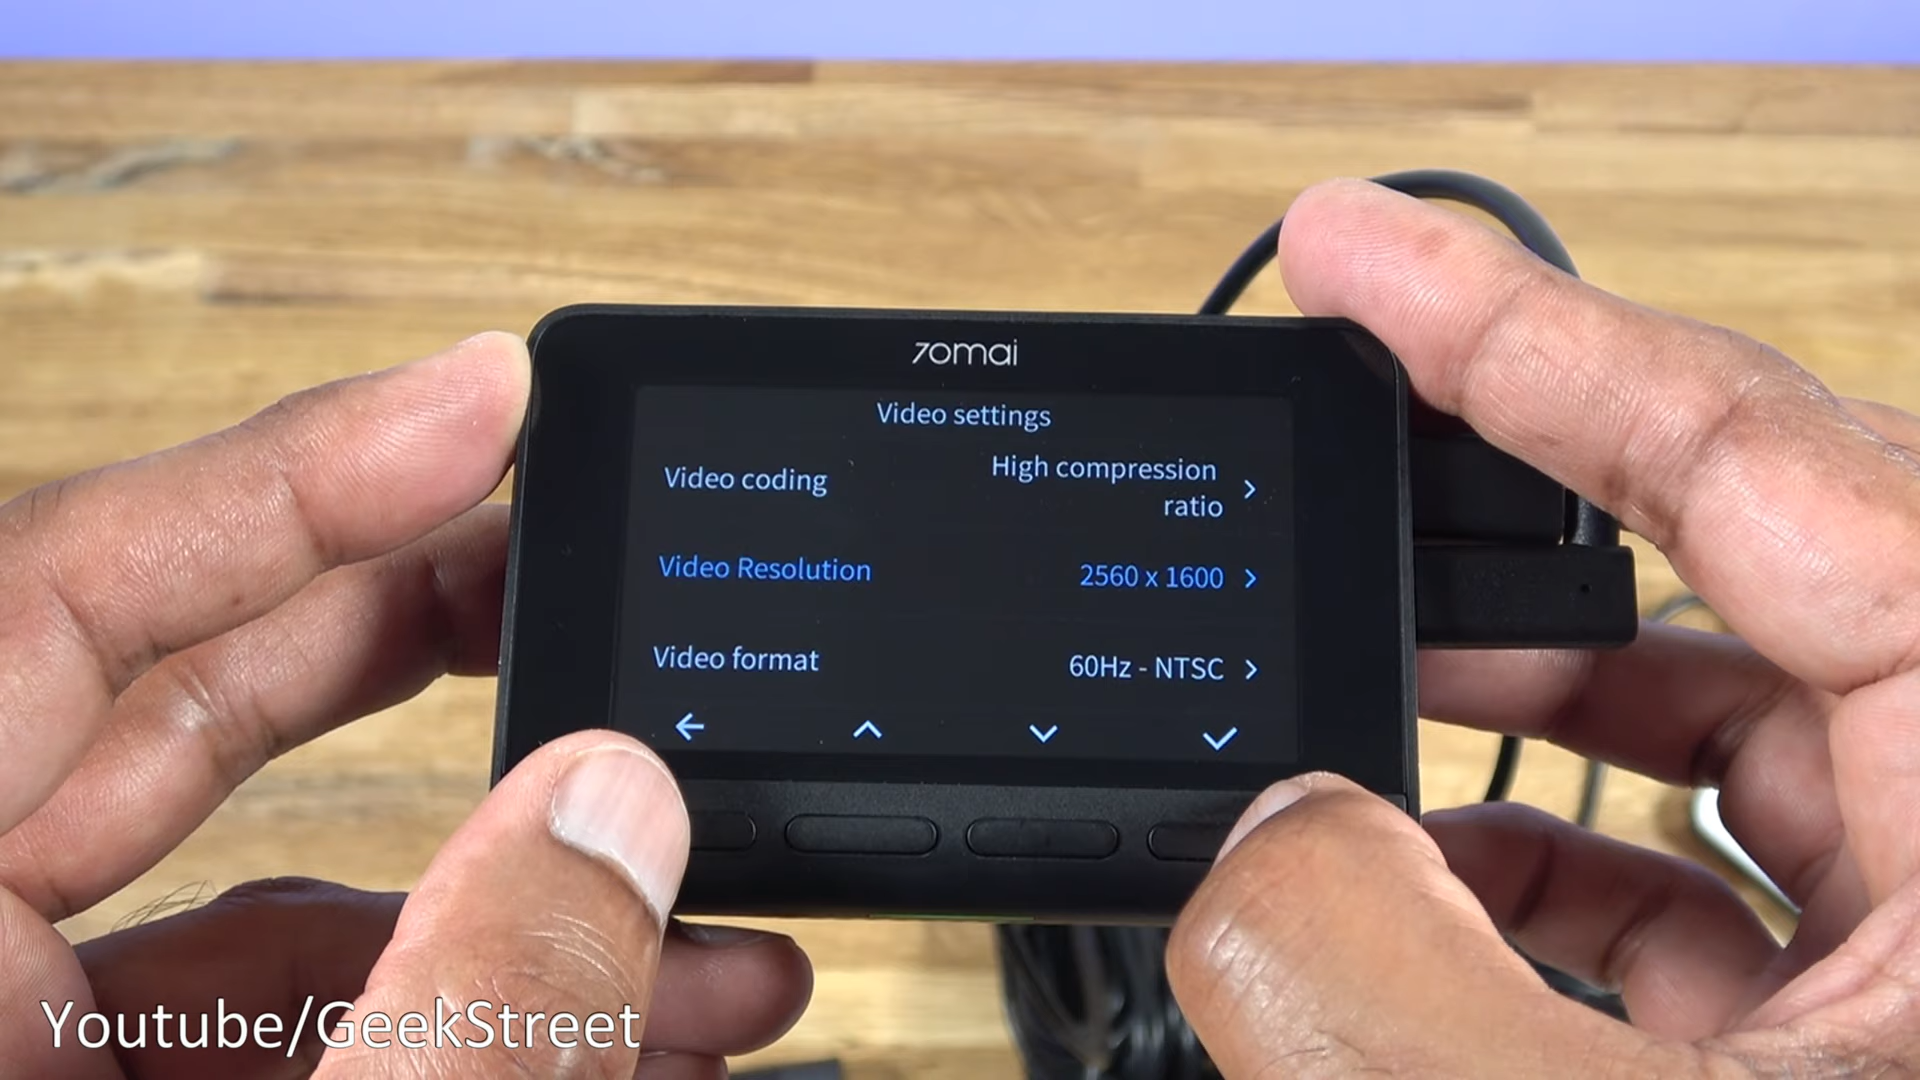 70mai
Video settings
Video coding
High compression
ratio
Video Resolution
2560 x 1600
Video format
60Hz - NTSC
Youtube/GeekStreet